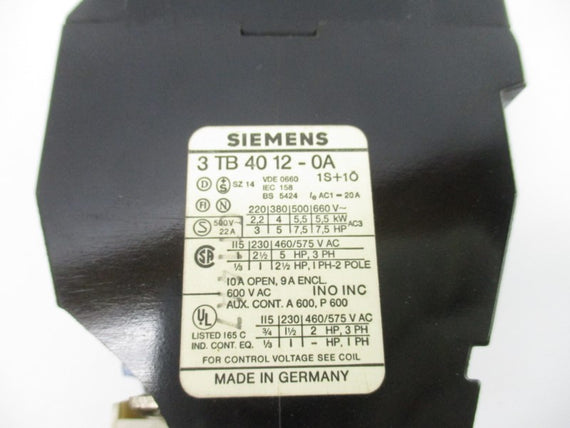 SIEMENS
3 TB 40 12 - 0A
D S SZ 14 VDE 0660 1S+1Ö
IEC 158
BS 5424 Ie AC1 = 20A
FI N
220|380|500|660 V~
S 500V~ 2,2 4 5,5 5,5 kW AC3
22A 3 5 7,5 7,5 HP
115 |230| 460/575 V AC
1 2½ 5 HP, 3 PH
⅓ 1 2½ HP, 1 PH-2 POLE
10A OPEN, 9A ENCL.
600 V AC 1NO 1NC
AUX. CONT. A 600, P 600
UL 115 |230| 460/575 V AC
LISTED 165 C ¾ 1½ 2 HP, 3 PH
IND. CONT. EQ. ⅓ 1 – HP, 1 PH
FOR CONTROL VOLTAGE SEE COIL
MADE IN GERMANY